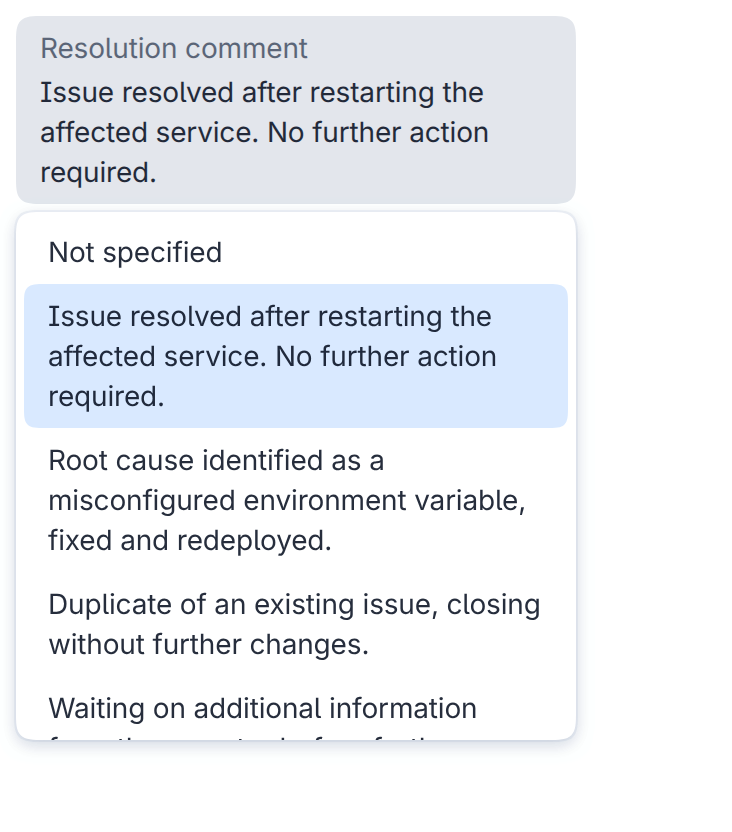 Resolution comment
Issue resolved after restarting the
affected service. No further action
required.
Not specified
Issue resolved after restarting the
affected service. No further action
required.
Root cause identified as a
misconfigured environment variable,
fixed and redeployed.
Duplicate of an existing issue, closing
without further changes.
Waiting on additional information